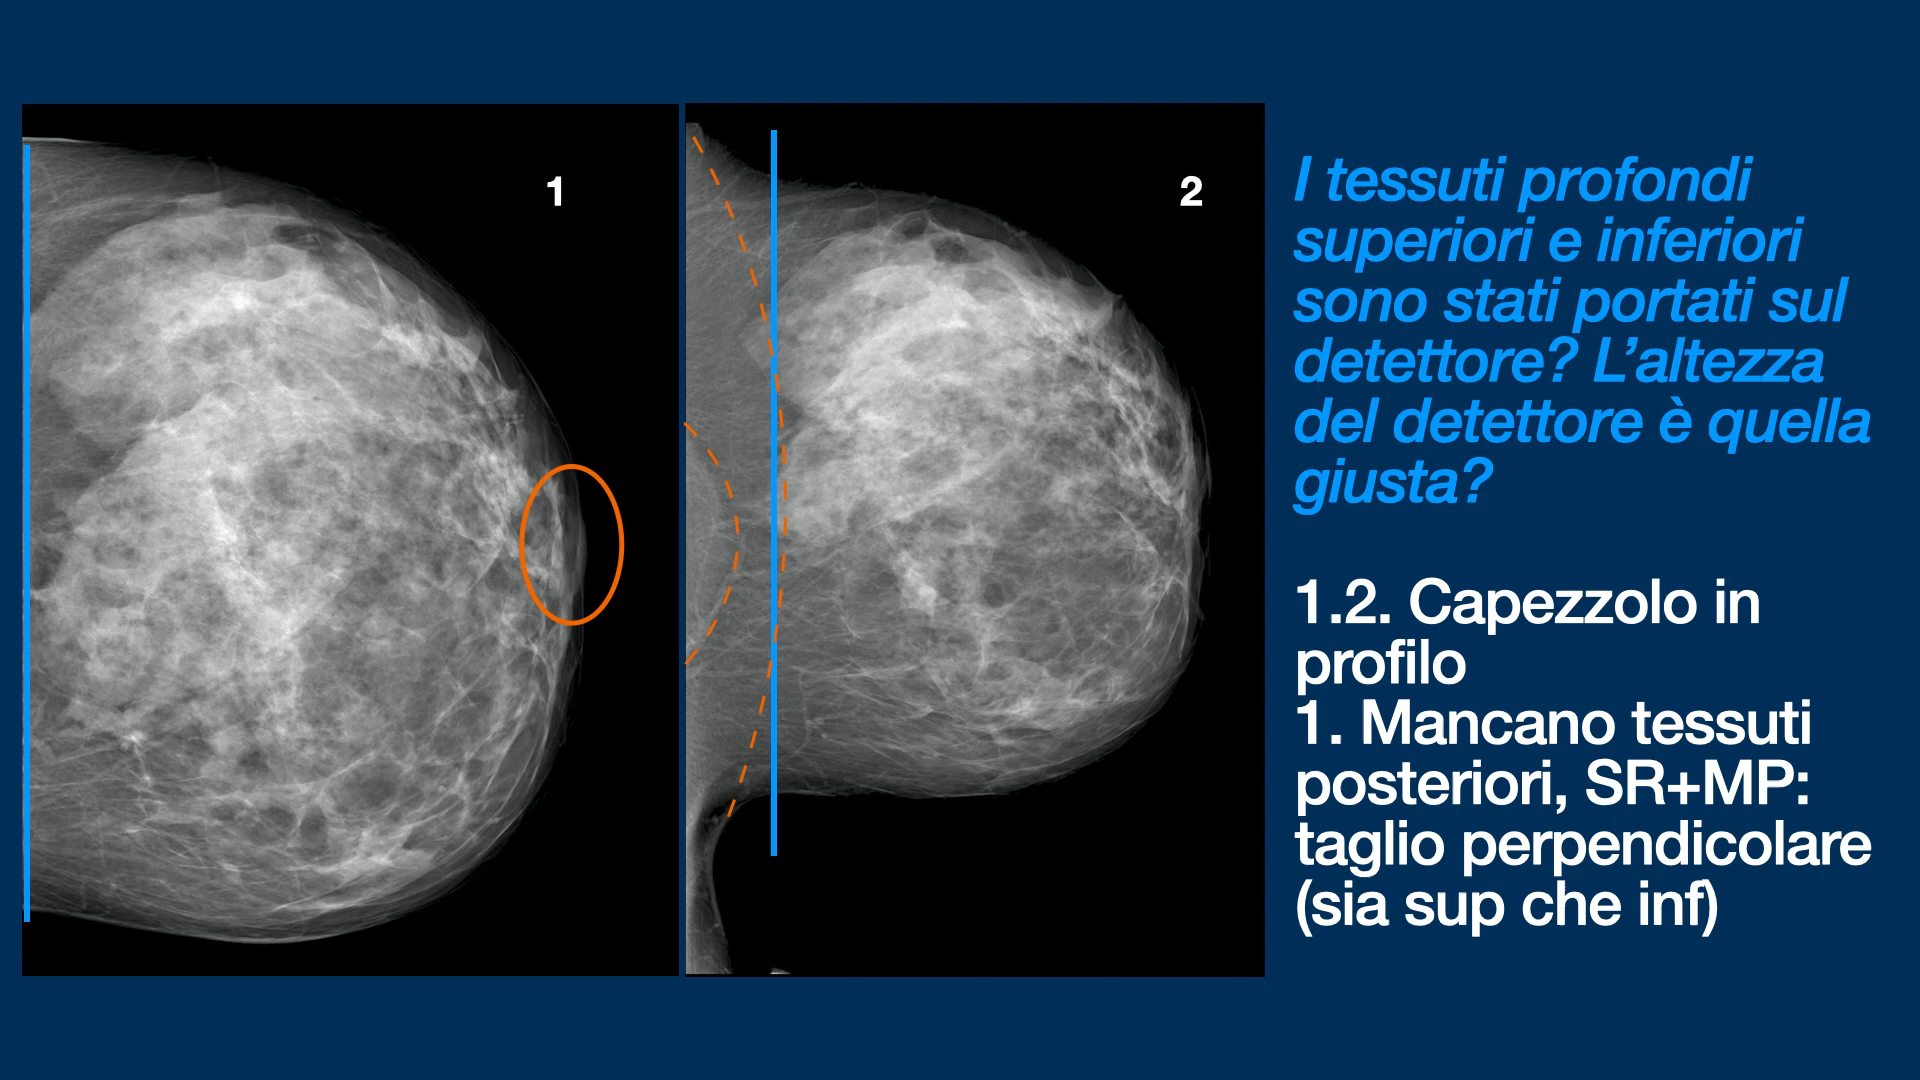 1
2
I tessuti profondi
superiori e inferiori
sono stati portati sul
detettore? L’altezza
del detettore è quella
giusta?
1.2. Capezzolo in
profilo
1. Mancano tessuti
posteriori, SR+MP:
taglio perpendicolare
(sia sup che inf)